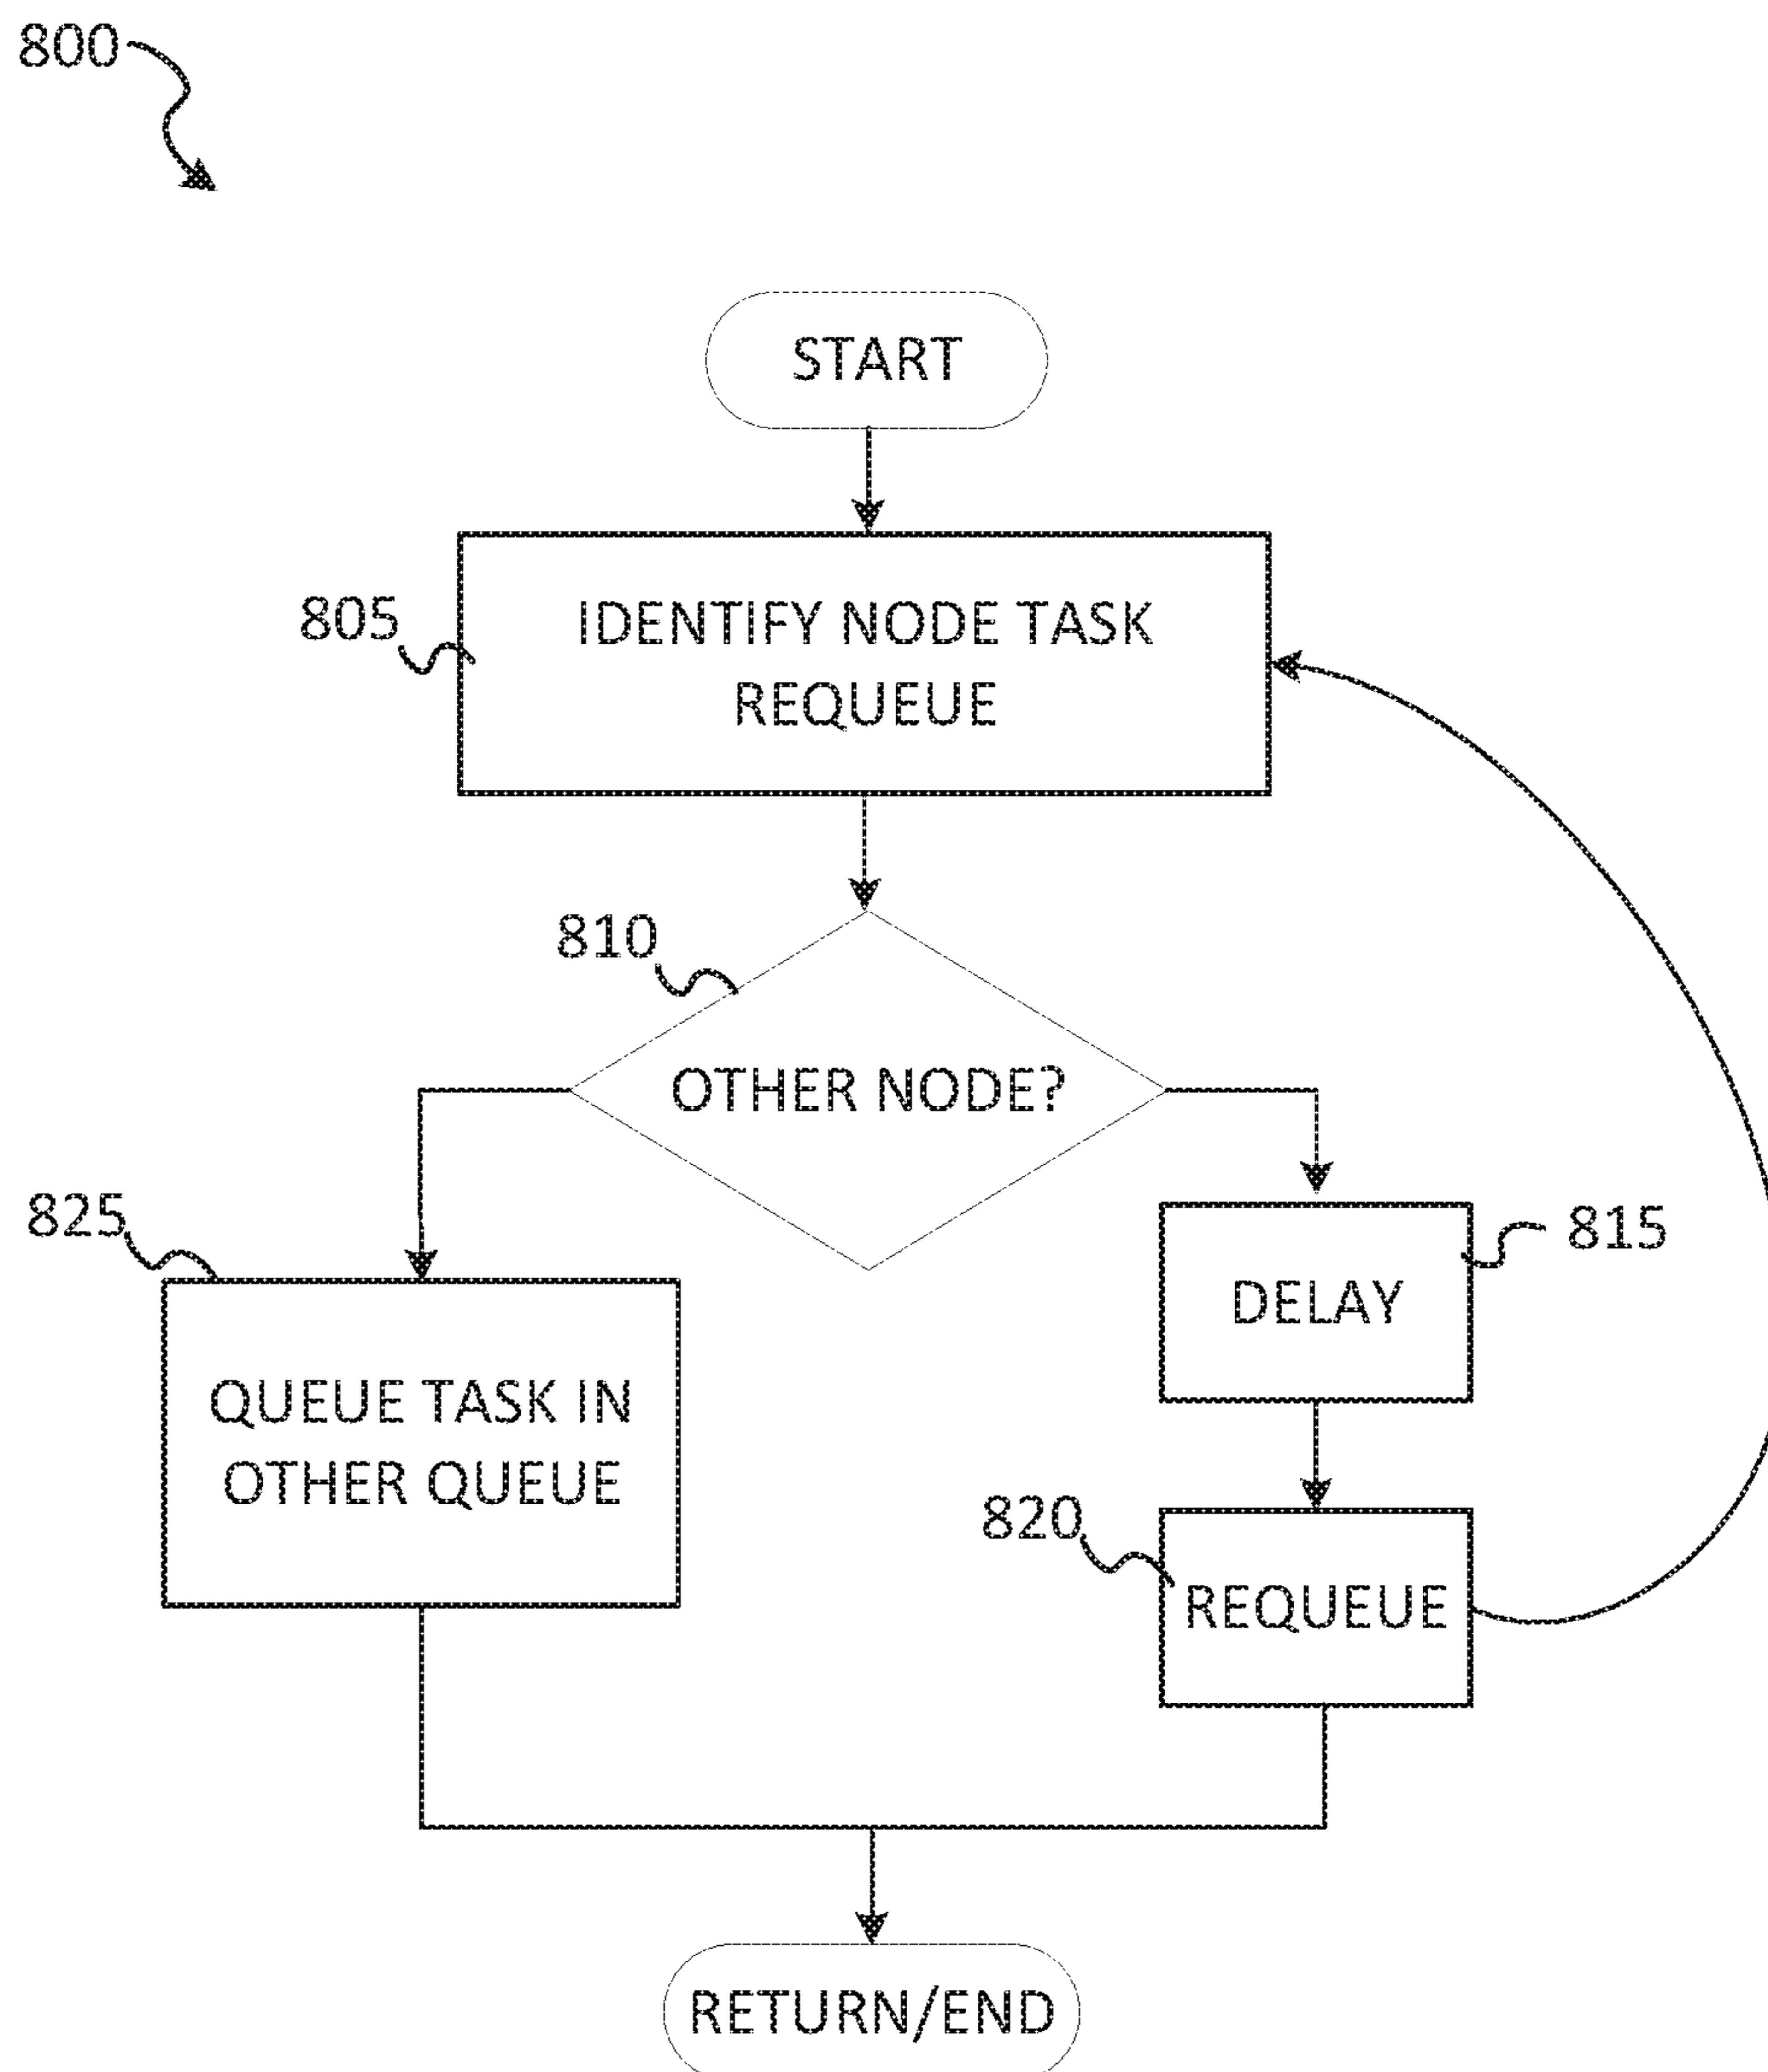 800
START
805
IDENTIFY NODE TASK
REQUEUE
810
OTHER NODE?
825
815
DELAY
QUEUE TASK IN
OTHER QUEUE
820
REQUEUE
RETURN/END